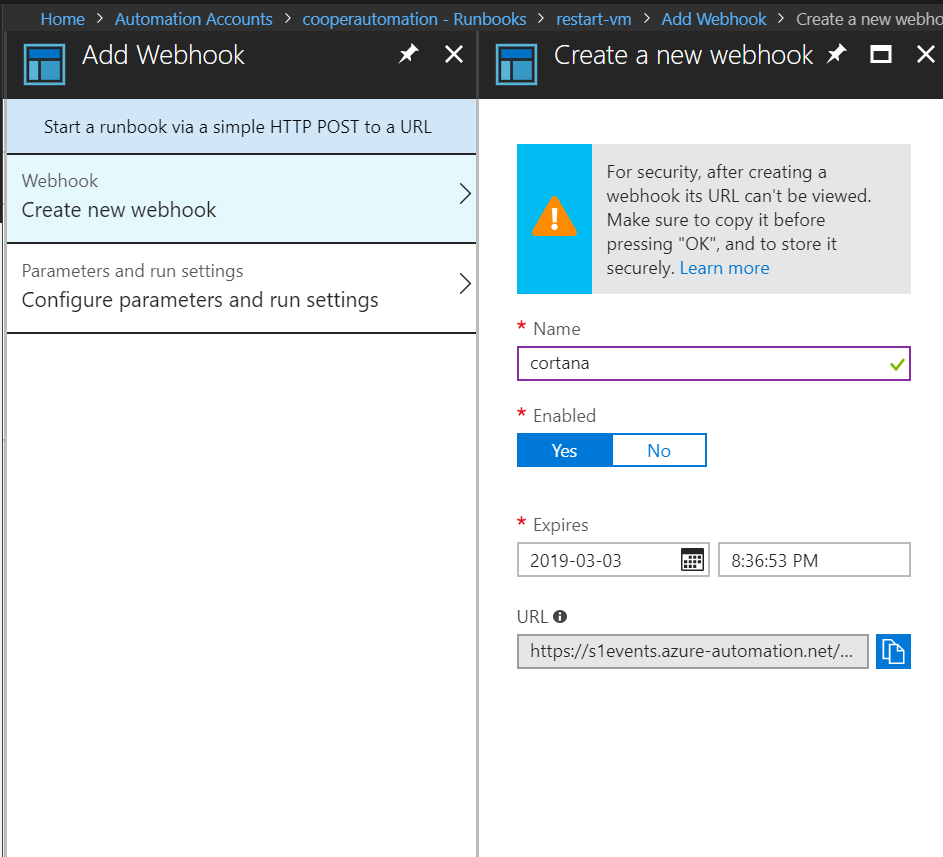 Home > Automation Accounts > cooperautomation - Runbooks > restart-vm > Add Webhook > Create a new webho
Add Webhook
Start a runbook via a simple HTTP POST to a URL
Webhook
Create new webhook
Parameters and run settings
Configure parameters and run settings
Create a new webhook
For security, after creating a
webhook its URL can't be viewed.
Make sure to copy it before
pressing "OK", and to store it
securely. Learn more
* Name
cortana
* Enabled
Yes No
* Expires
2019-03-03 8:36:53 PM
URL
https://s1events.azure-automation.net/...